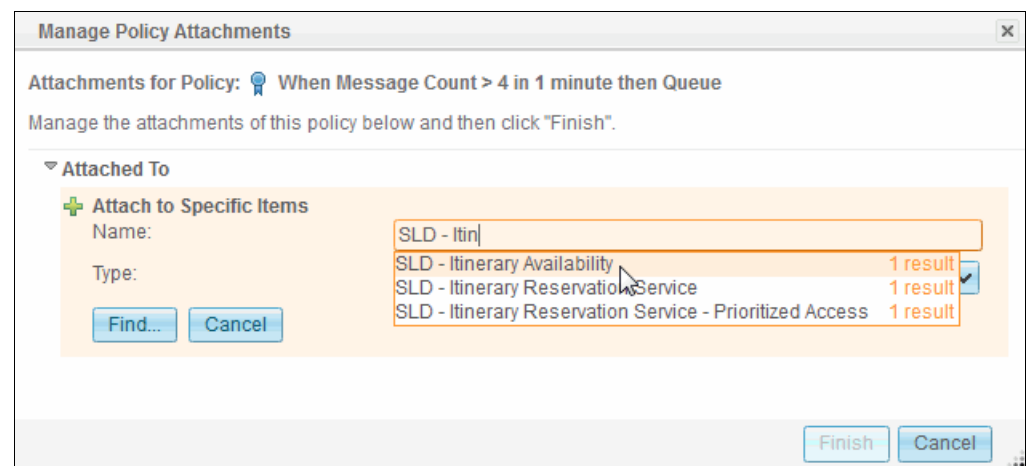 Manage Policy Attachments
Attachments for Policy: When Message Count > 4 in 1 minute then Queue
Manage the attachments of this policy below and then click "Finish".
Attached To
Attach to Specific Items
Name: SLD - Itin
SLD - Itinerary Availability 1 result
Type:
SLD - Itinerary Reservation Service 1 result
SLD - Itinerary Reservation Service - Prioritized Access 1 result
Find... Cancel
Finish Cancel